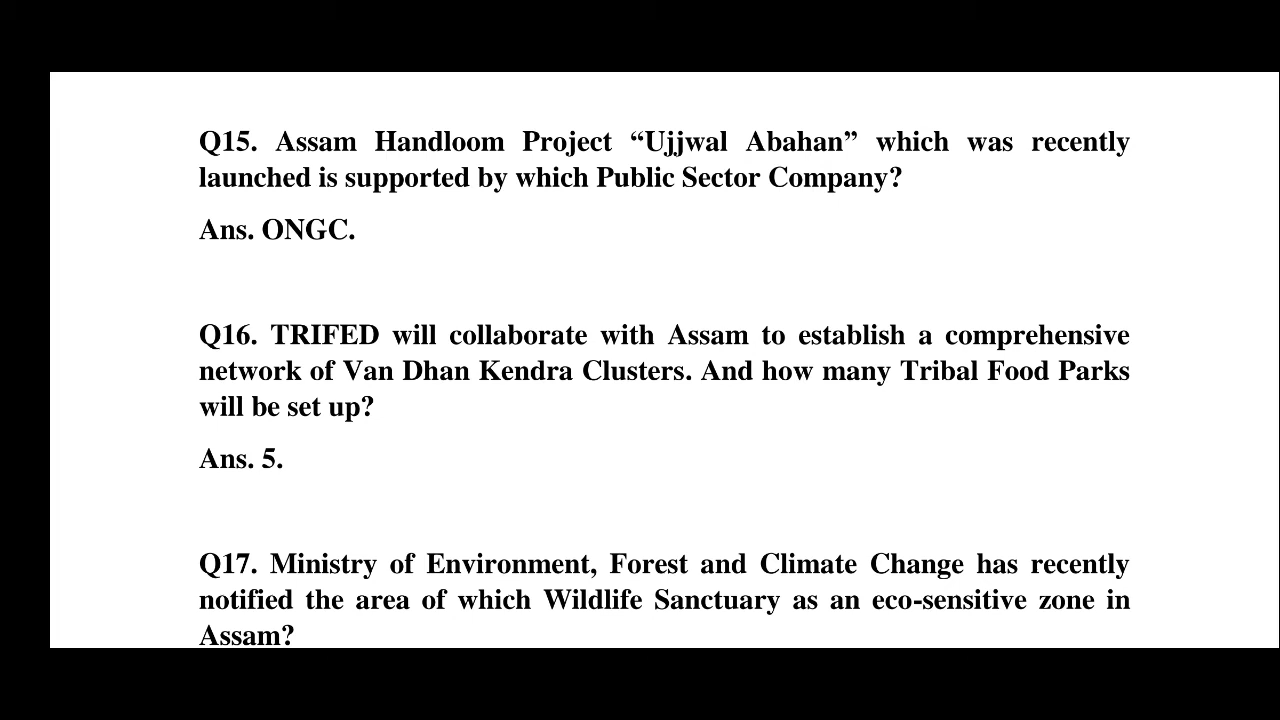 Q15. Assam Handloom Project “Ujjwal Abahan” which was recently
launched is supported by which Public Sector Company?
Ans. ONGC.
Q16. TRIFED will collaborate with Assam to establish a comprehensive
network of Van Dhan Kendra Clusters. And how many Tribal Food Parks
will be set up?
Ans. 5.
Q17. Ministry of Environment, Forest and Climate Change has recently
notified the area of which Wildlife Sanctuary as an eco-sensitive zone in
Assam?